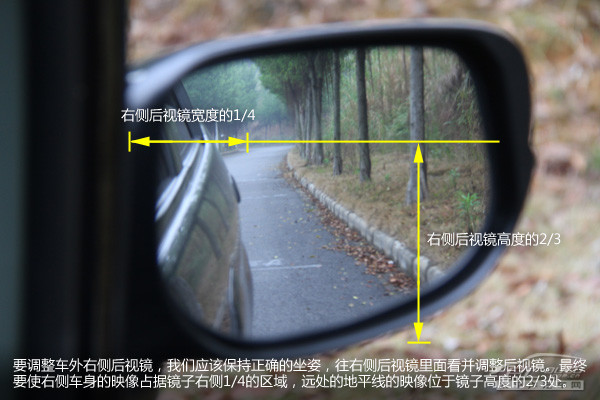 右侧后视镜宽度的1/4
右侧后视镜高度的2/3
要调整车外右侧后视镜，我们应该保持正确的坐姿，往右侧后视镜里面看并调整后视镜。最终
要使右侧车身的映像占据镜子右侧1/4的区域，远处的地平线的映像位于镜子高度的2/3处。